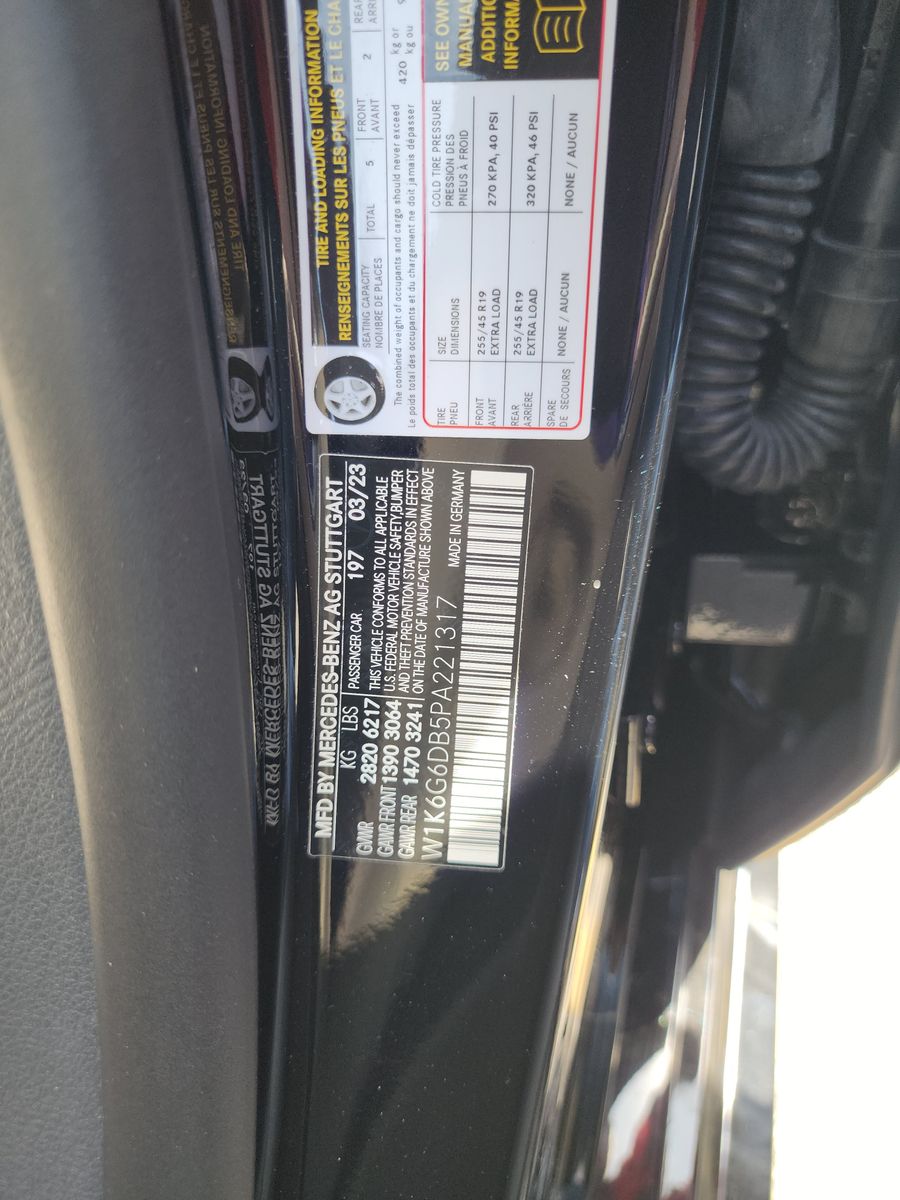 MFD BY MERCEDES-BENZ AG STUTTGART
KG LBS PASSENGER CAR 197 03/23
GVWR 2820 6217
GAWR FRONT 1390 3064
GAWR REAR 1470 3241
THIS VEHICLE CONFORMS TO ALL APPLICABLE
U.S. FEDERAL MOTOR VEHICLE SAFETY,BUMPER
AND THEFT PREVENTION STANDARDS IN EFFECT
ON THE DATE OF MANUFACTURE SHOWN ABOVE
W1K6G6DB5PA221317 MADE IN GERMANY
TIRE AND LOADING INFORMATION
RENSEIGNEMENTS SUR LES PNEUS ET LE
SEATING CAPACITY TOTAL 5 FRONT 2
NOMBRE DE PLACES AVANT
The combined weight of occupants and cargo should never exceed 420 kg or
Le poids total des occupants et du chargement ne doit jamais dépasser kg ou
TIRE SIZE COLD TIRE PRESSURE
PNEU DIMENSIONS PRESSION DES
PNEUS À FROID
FRONT 255/45 R19 270 KPA, 40 PSI
AVANT EXTRA LOAD
REAR 255/45 R19 320 KPA, 46 PSI
ARRIÈRE EXTRA LOAD
SPARE NONE / AUCUN NONE / AUCUN
DE SECOURS
SEE
MANUAL
INFORMA